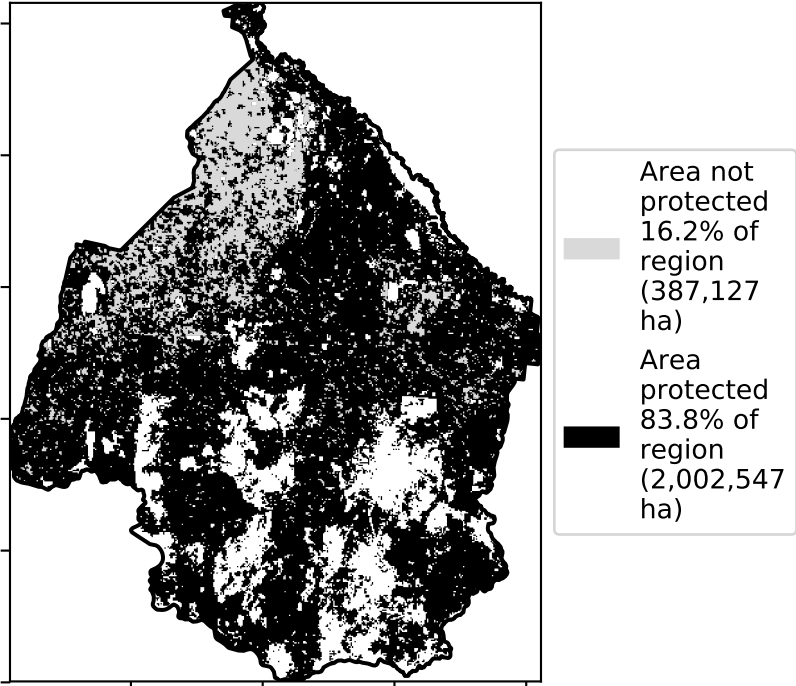 Area not
protected
16.2% of
region
(387,127
ha)
Area
protected
83.8% of
region
(2,002,547
ha)